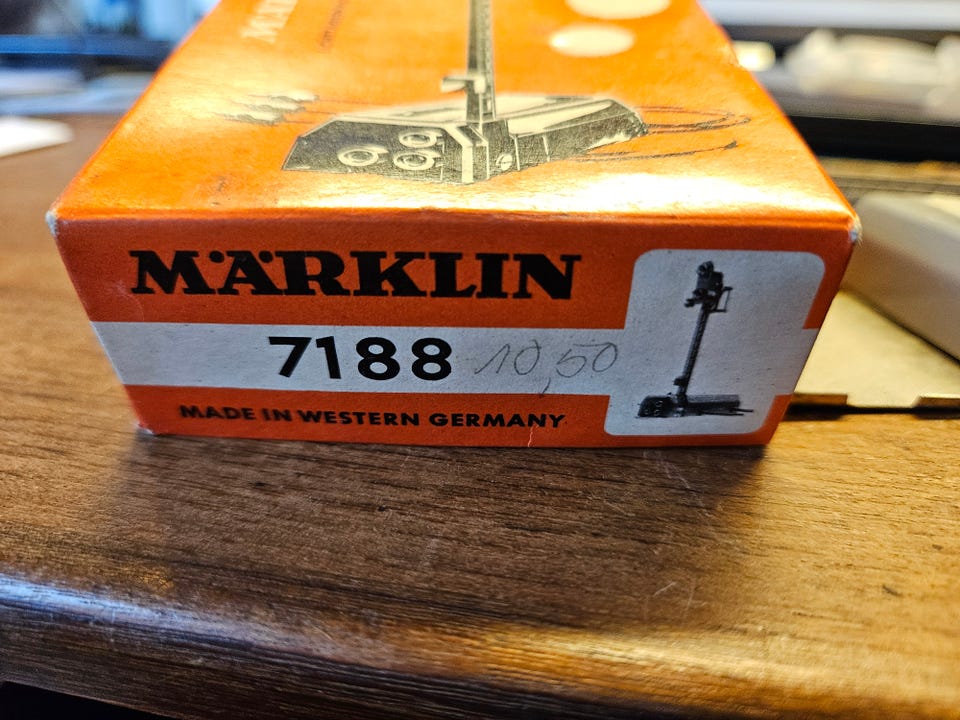 MÄRKLIN
7188 10,50
MADE IN WESTERN GERMANY